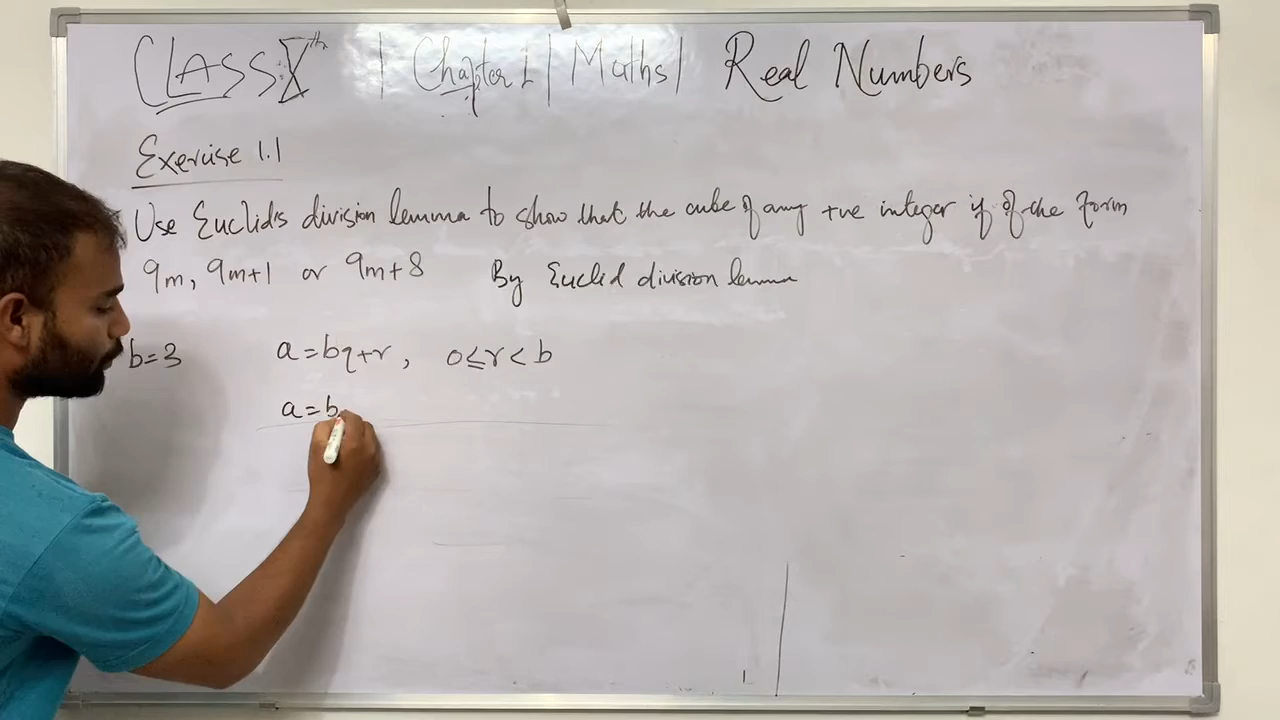 CLASS Xth | Chapter 1 | Maths | Real Numbers
Exercise 1.1
Use Euclid's division lemma to show that the cube of any +ve integer if of the form
9m, 9m+1 or 9m+8 By Euclid division lemma
b=3 a=bq+r, 0≤r<b
a=b